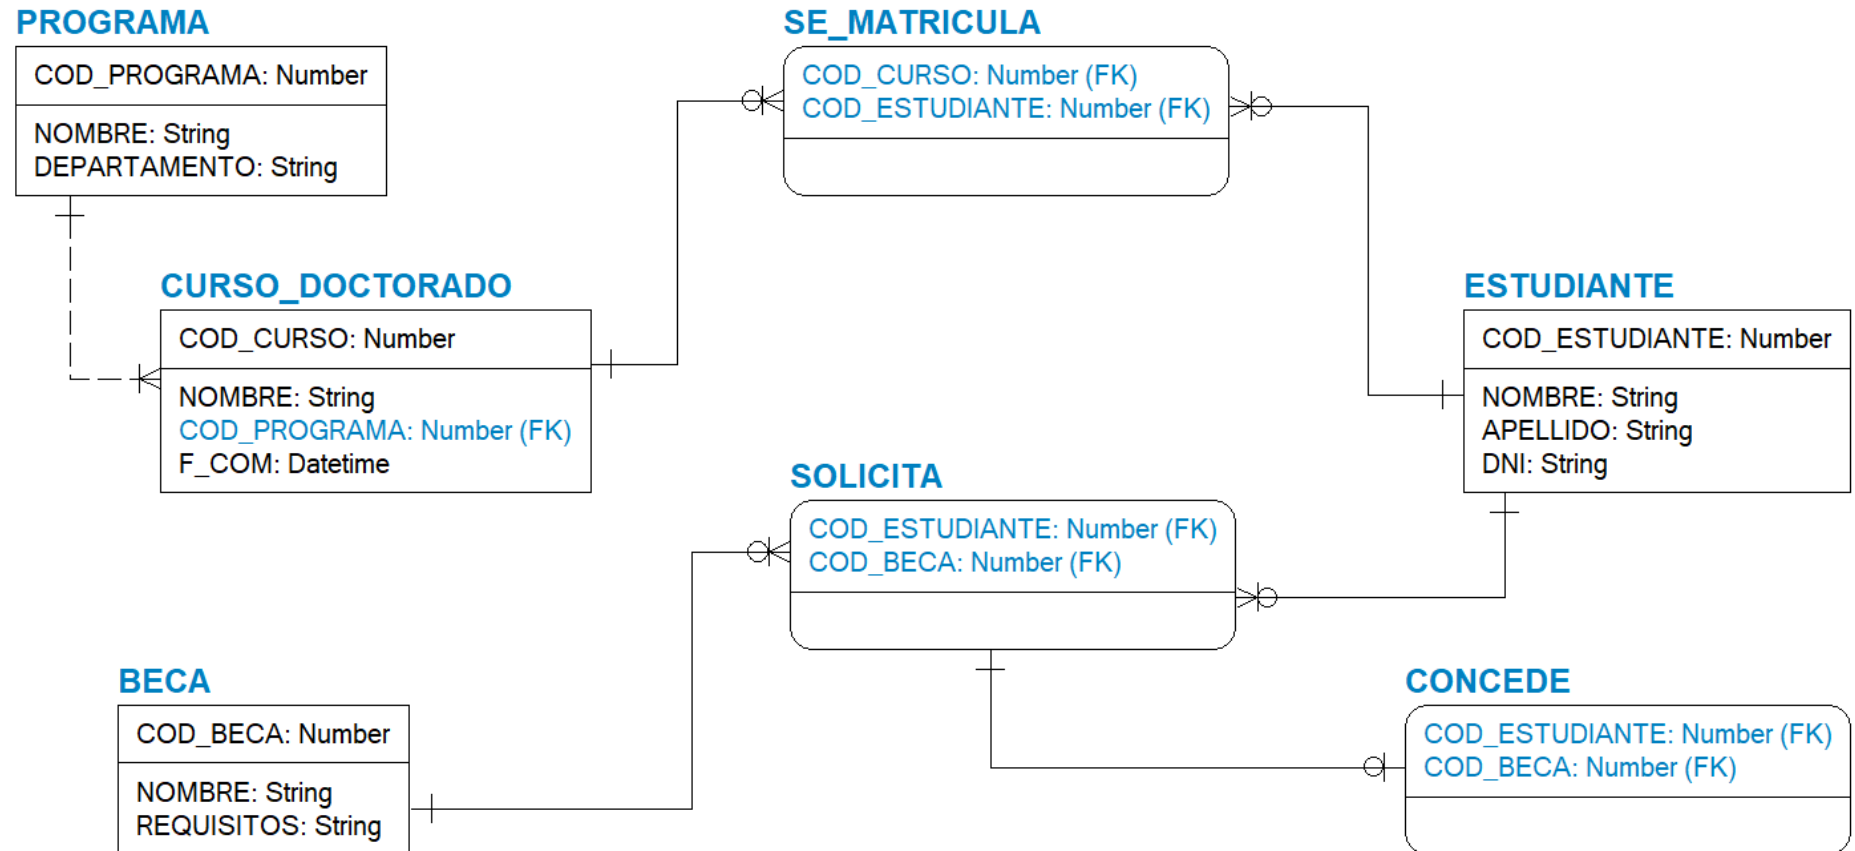 PROGRAMA
COD_PROGRAMA: Number
NOMBRE: String
DEPARTAMENTO: String
SE_MATRICULA
COD_CURSO: Number (FK)
COD_ESTUDIANTE: Number (FK)
CURSO_DOCTORADO
COD_CURSO: Number
NOMBRE: String
COD_PROGRAMA: Number (FK)
F_COM: Datetime
ESTUDIANTE
COD_ESTUDIANTE: Number
NOMBRE: String
APELLIDO: String
DNI: String
SOLICITA
COD_ESTUDIANTE: Number (FK)
COD_BECA: Number (FK)
BECA
COD_BECA: Number
NOMBRE: String
REQUISITOS: String
CONCEDE
COD_ESTUDIANTE: Number (FK)
COD_BECA: Number (FK)